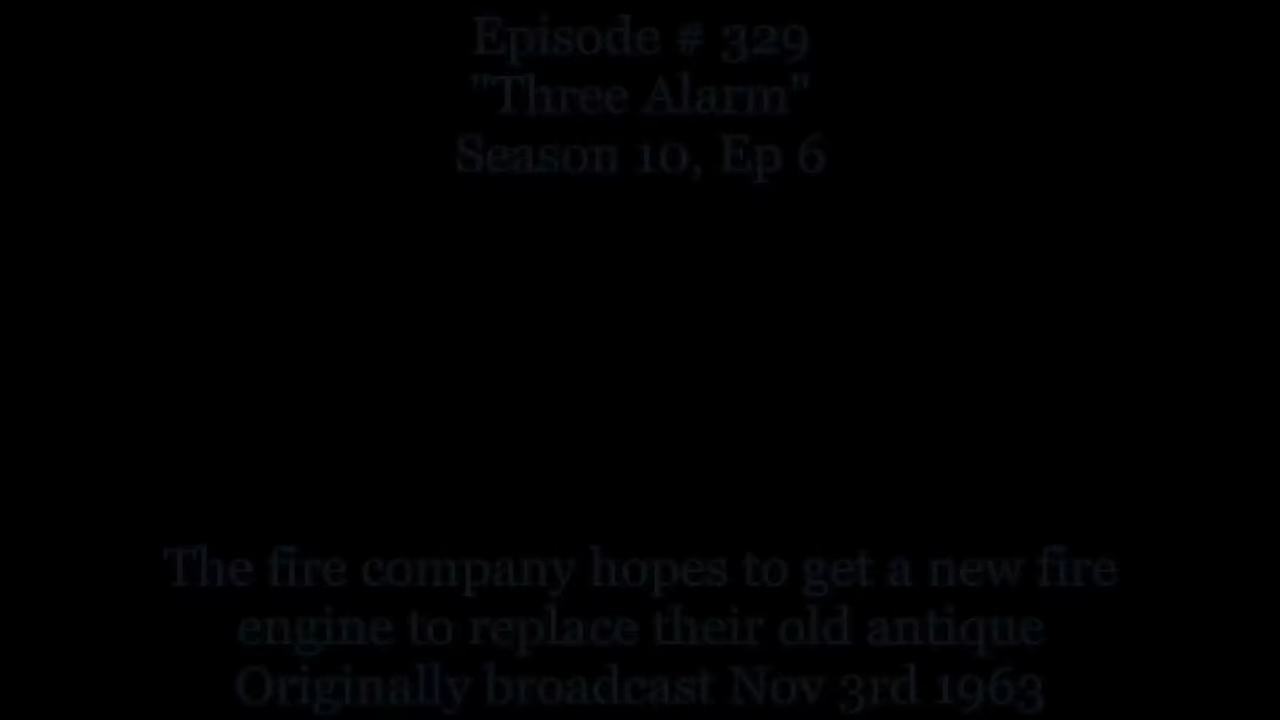 Episode # 329
"Three Alarm"
Season 10, Ep 6
The fire company hopes to get a new fire
engine to replace their old antique
Originally broadcast Nov 3rd 1963